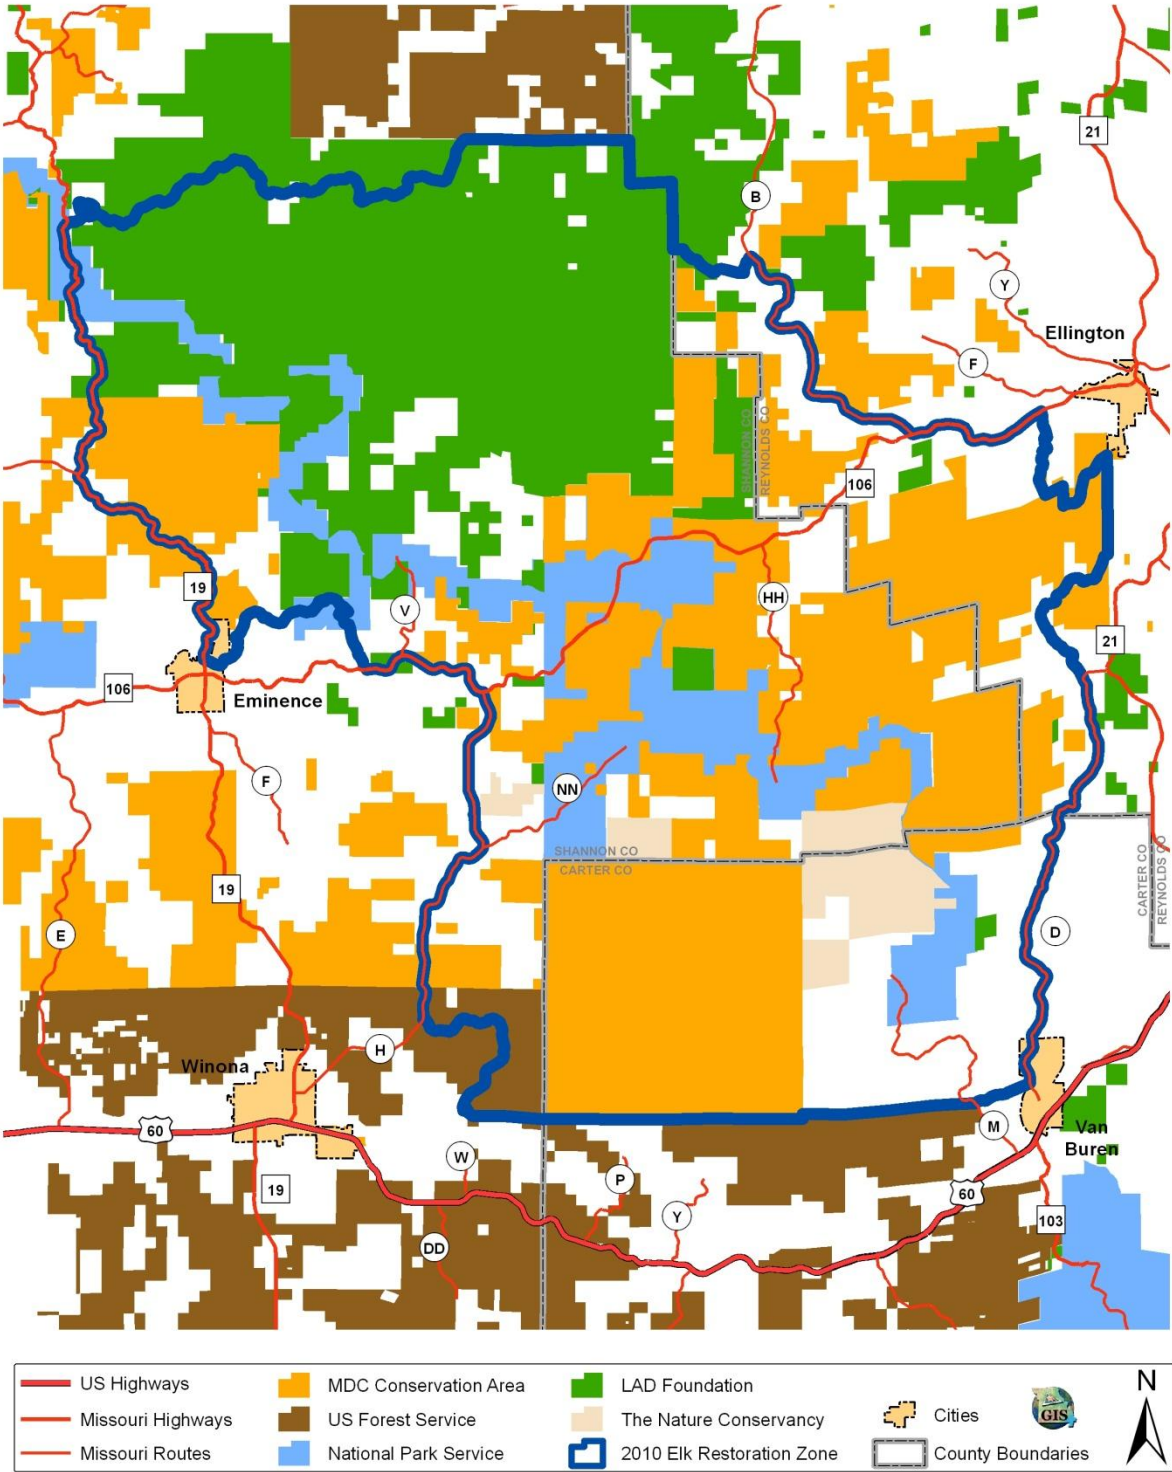 21
B
Y
Ellington
F
SHANNON CO
REYNOLDS CO
106
19
V
HH
21
106
Eminence
F
NN
SHANNON CO
CARTER CO
CARTER CO
REYNOLDS CO
19
E
D
H
Winona
60
M
Van
Buren
W
P
19
Y
60
103
DD
N
US Highways
MDC Conservation Area
LAD Foundation
Missouri Highways
US Forest Service
The Nature Conservancy
Cities
GIS
Missouri Routes
National Park Service
2010 Elk Restoration Zone
County Boundaries